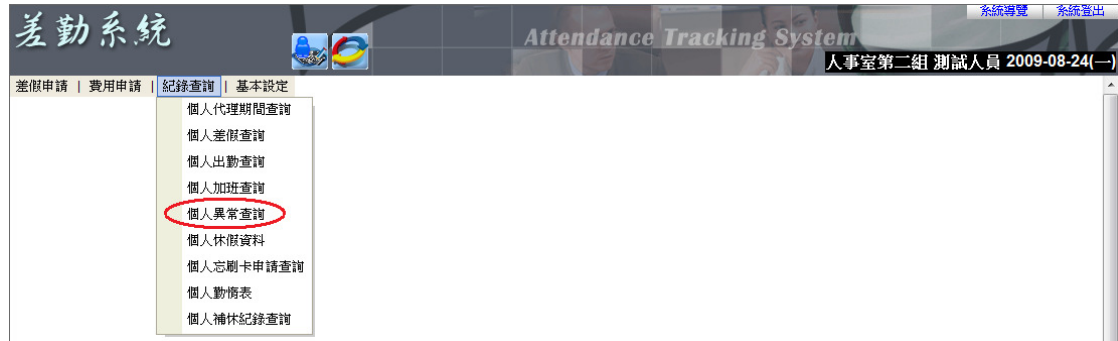 系統導覽 系統登出
差勤系統
Attendance Tracking System
人事室第二組 測試人員 2009-08-24(一)
差假申請 | 費用申請 | 紀錄查詢 | 基本設定
個人代理期間查詢
個人差假查詢
個人出勤查詢
個人加班查詢
個人異常查詢
個人休假資料
個人忘刷卡申請查詢
個人勤惰表
個人補休紀錄查詢